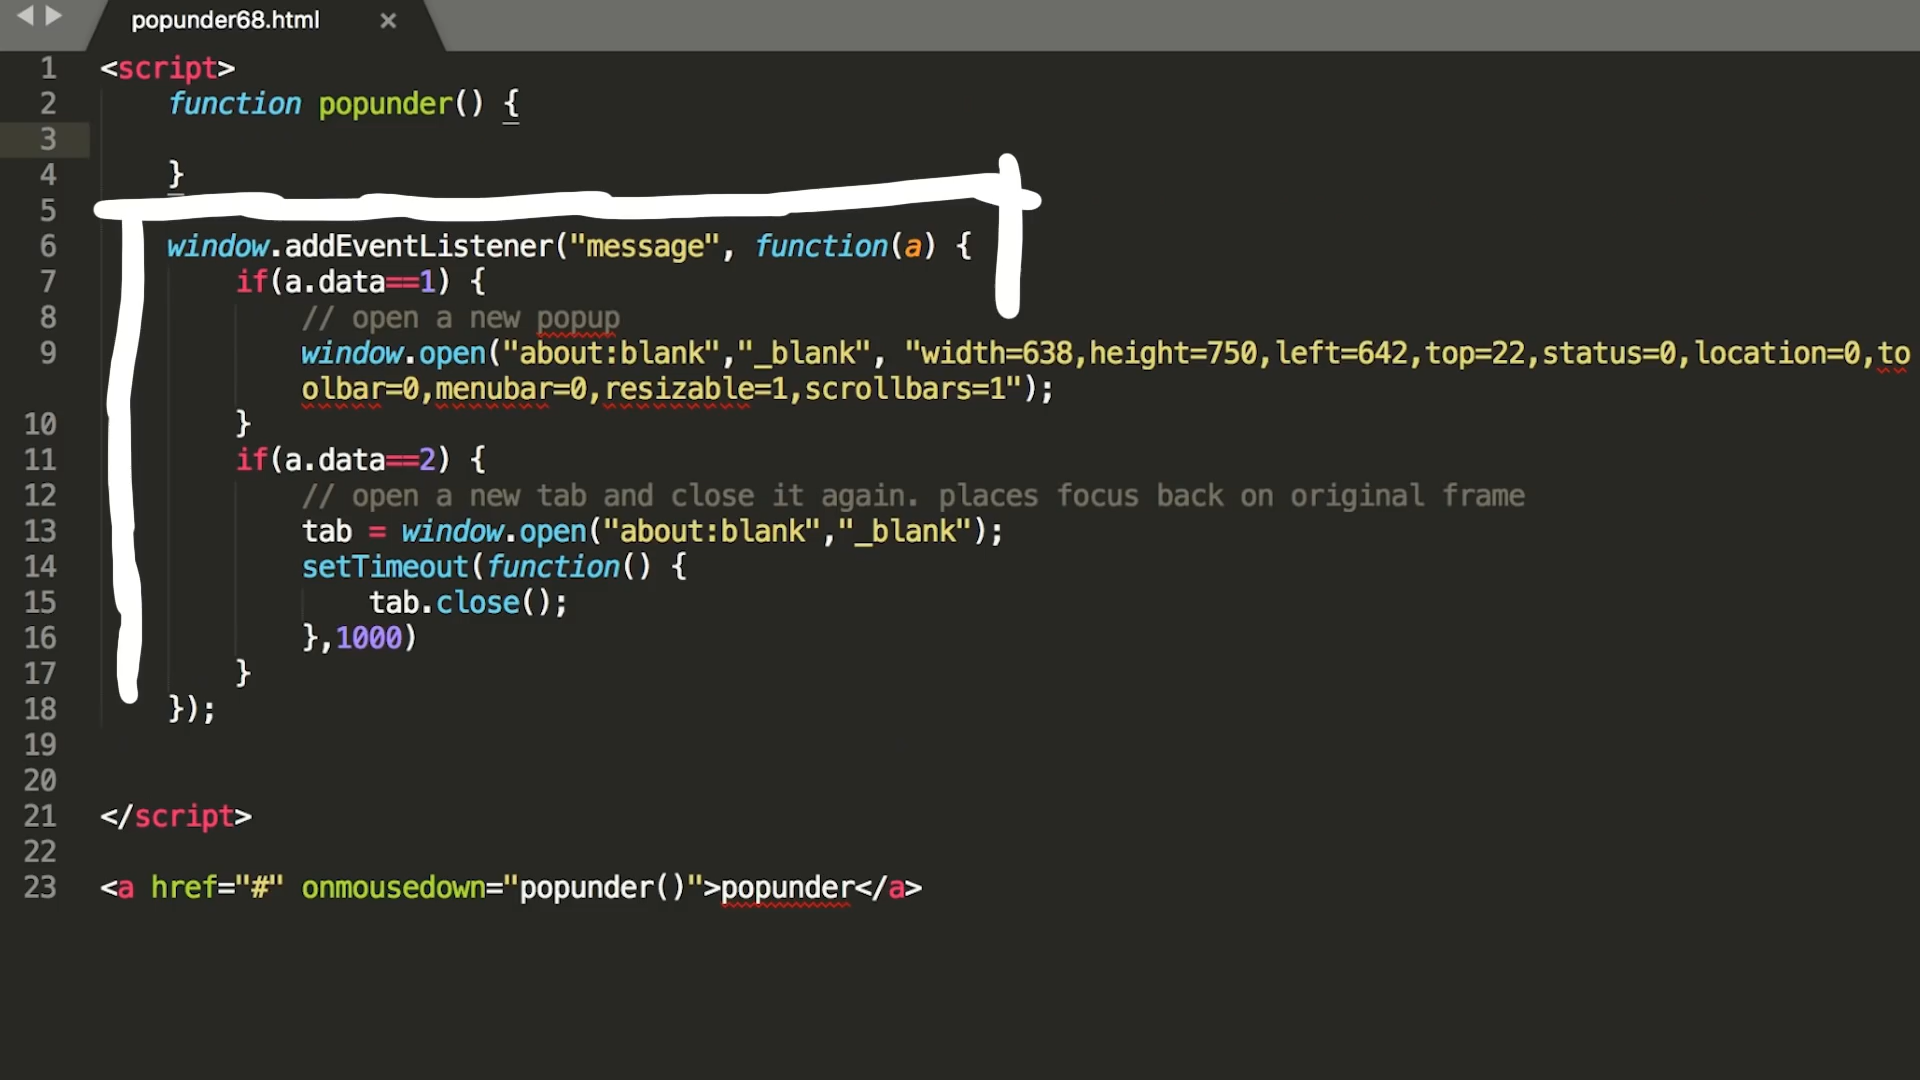 popunder68.html ×
1 <script>
2 function popunder() {
3
4 }
5
6 window.addEventListener("message", function(a) {
7 if(a.data==1) {
8 // open a new popup
9 window.open("about:blank","_blank", "width=638,height=750,left=642,top=22,status=0,location=0,to
olbar=0,menubar=0,resizable=1,scrollbars=1");
10 }
11 if(a.data==2) {
12 // open a new tab and close it again. places focus back on original frame
13 tab = window.open("about:blank","_blank");
14 setTimeout(function() {
15 tab.close();
16 },1000)
17 }
18 });
19
20
21 </script>
22
23 <a href="#" onmousedown="popunder()">popunder</a>